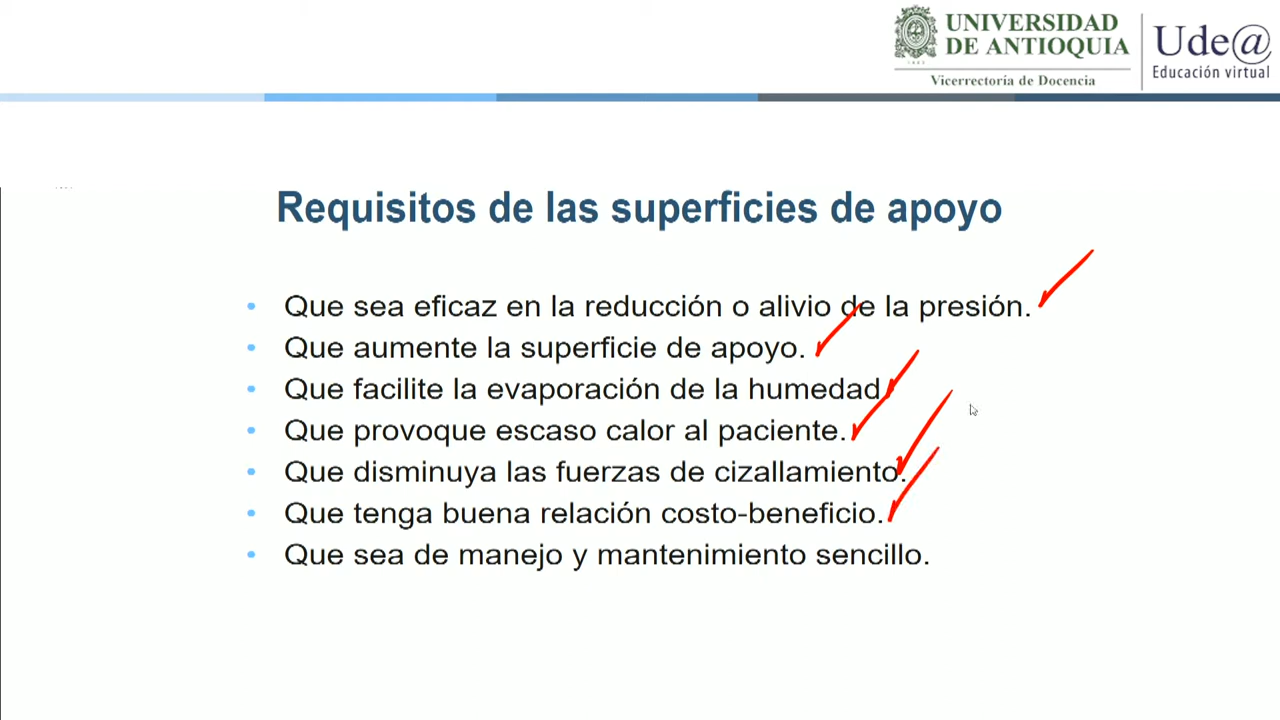 UNIVERSIDAD
DE ANTIOQUIA
Vicerrectoría de Docencia
Ude@
Educación virtual
Requisitos de las superficies de apoyo
• Que sea eficaz en la reducción o alivio de la presión.
• Que aumente la superficie de apoyo.
• Que facilite la evaporación de la humedad.
• Que provoque escaso calor al paciente.
• Que disminuya las fuerzas de cizallamiento.
• Que tenga buena relación costo-beneficio.
• Que sea de manejo y mantenimiento sencillo.